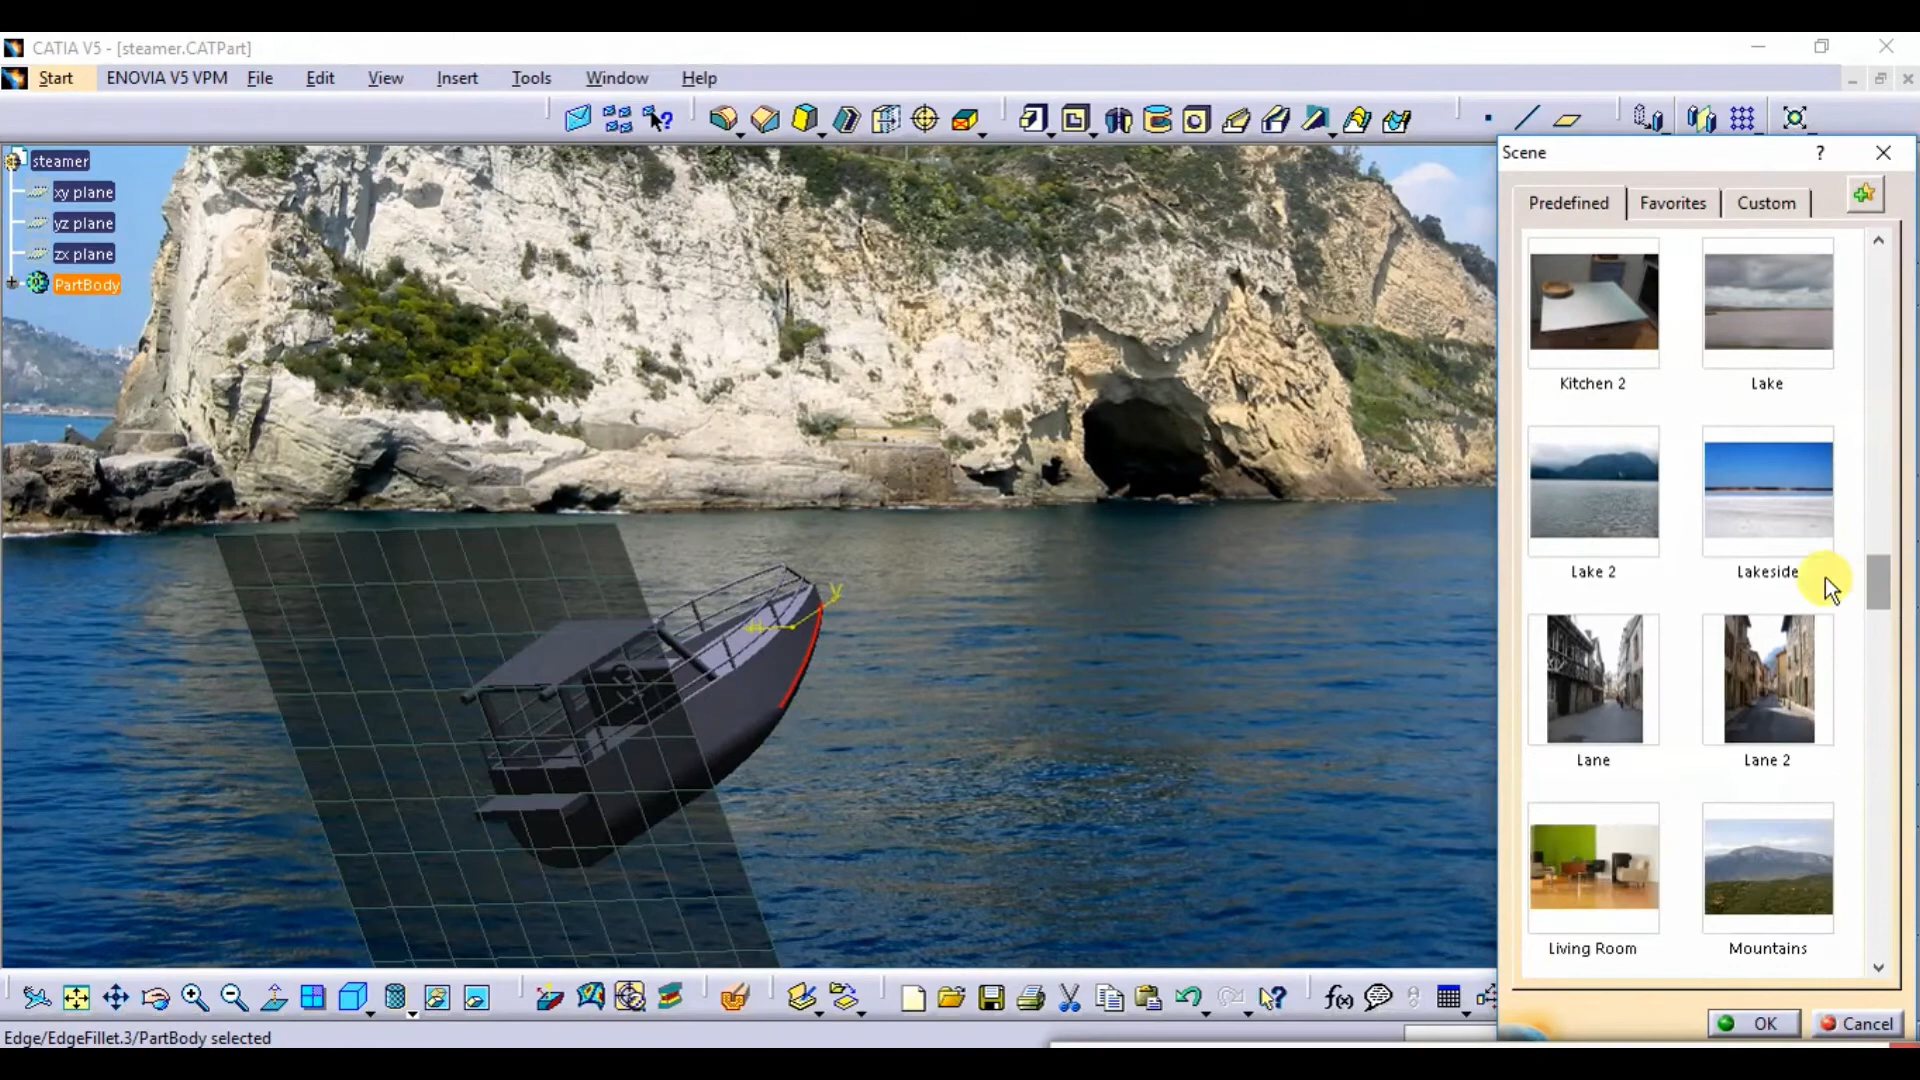 CATIA V5 - [steamer.CATPart]
Start ENOVIA V5 VPM File Edit View Insert Tools Window Help
Scene ?
Predefined Favorites Custom
steamer
xy plane
yz plane
zx plane
PartBody
Kitchen 2 Lake
Lake 2 Lakeside
Lane Lane 2
Living Room Mountains
y
f(x)
Edge/EdgeFillet.3/PartBody selected
OK Cancel